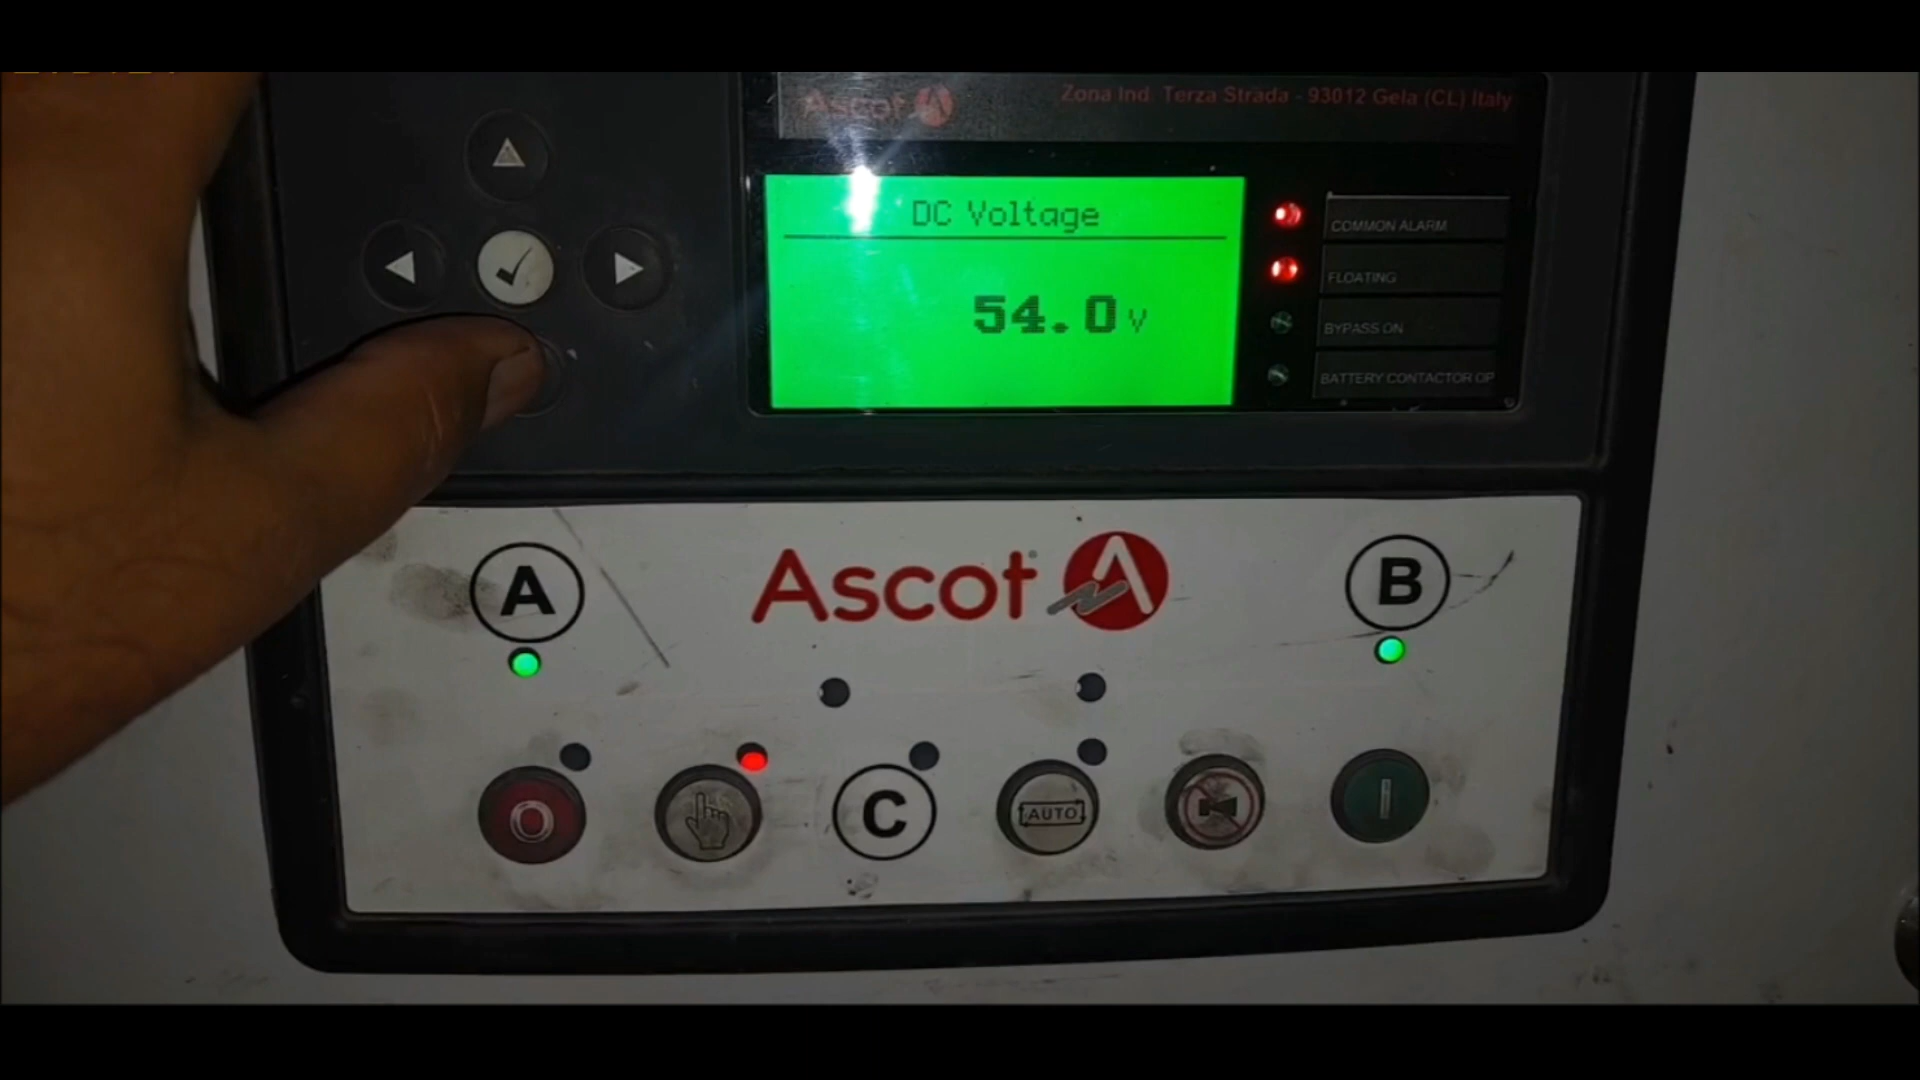 Ascot
Zona Ind. Terza Strada - 93012 Gela (CL) Italy
DC Voltage
54.0 v
COMMON ALARM
FLOATING
BYPASS ON
BATTERY CONTACTOR OP
A
Ascot
B
O
C
AUTO
I